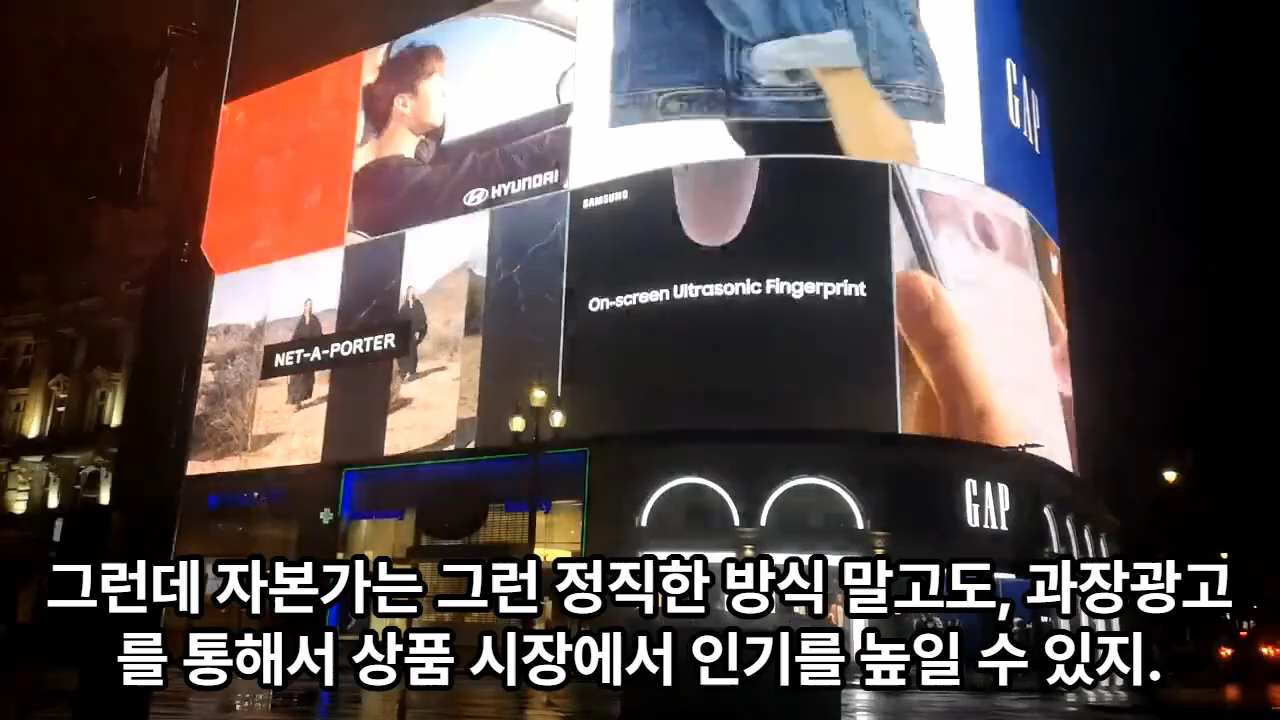 GAP
HYUNDAI
SAMSUNG
On-screen Ultrasonic Fingerprint
NET-A-PORTER
GAP
그런데 자본가는 그런 정직한 방식 말고도, 과장광고
를 통해서 상품 시장에서 인기를 높일 수 있지.